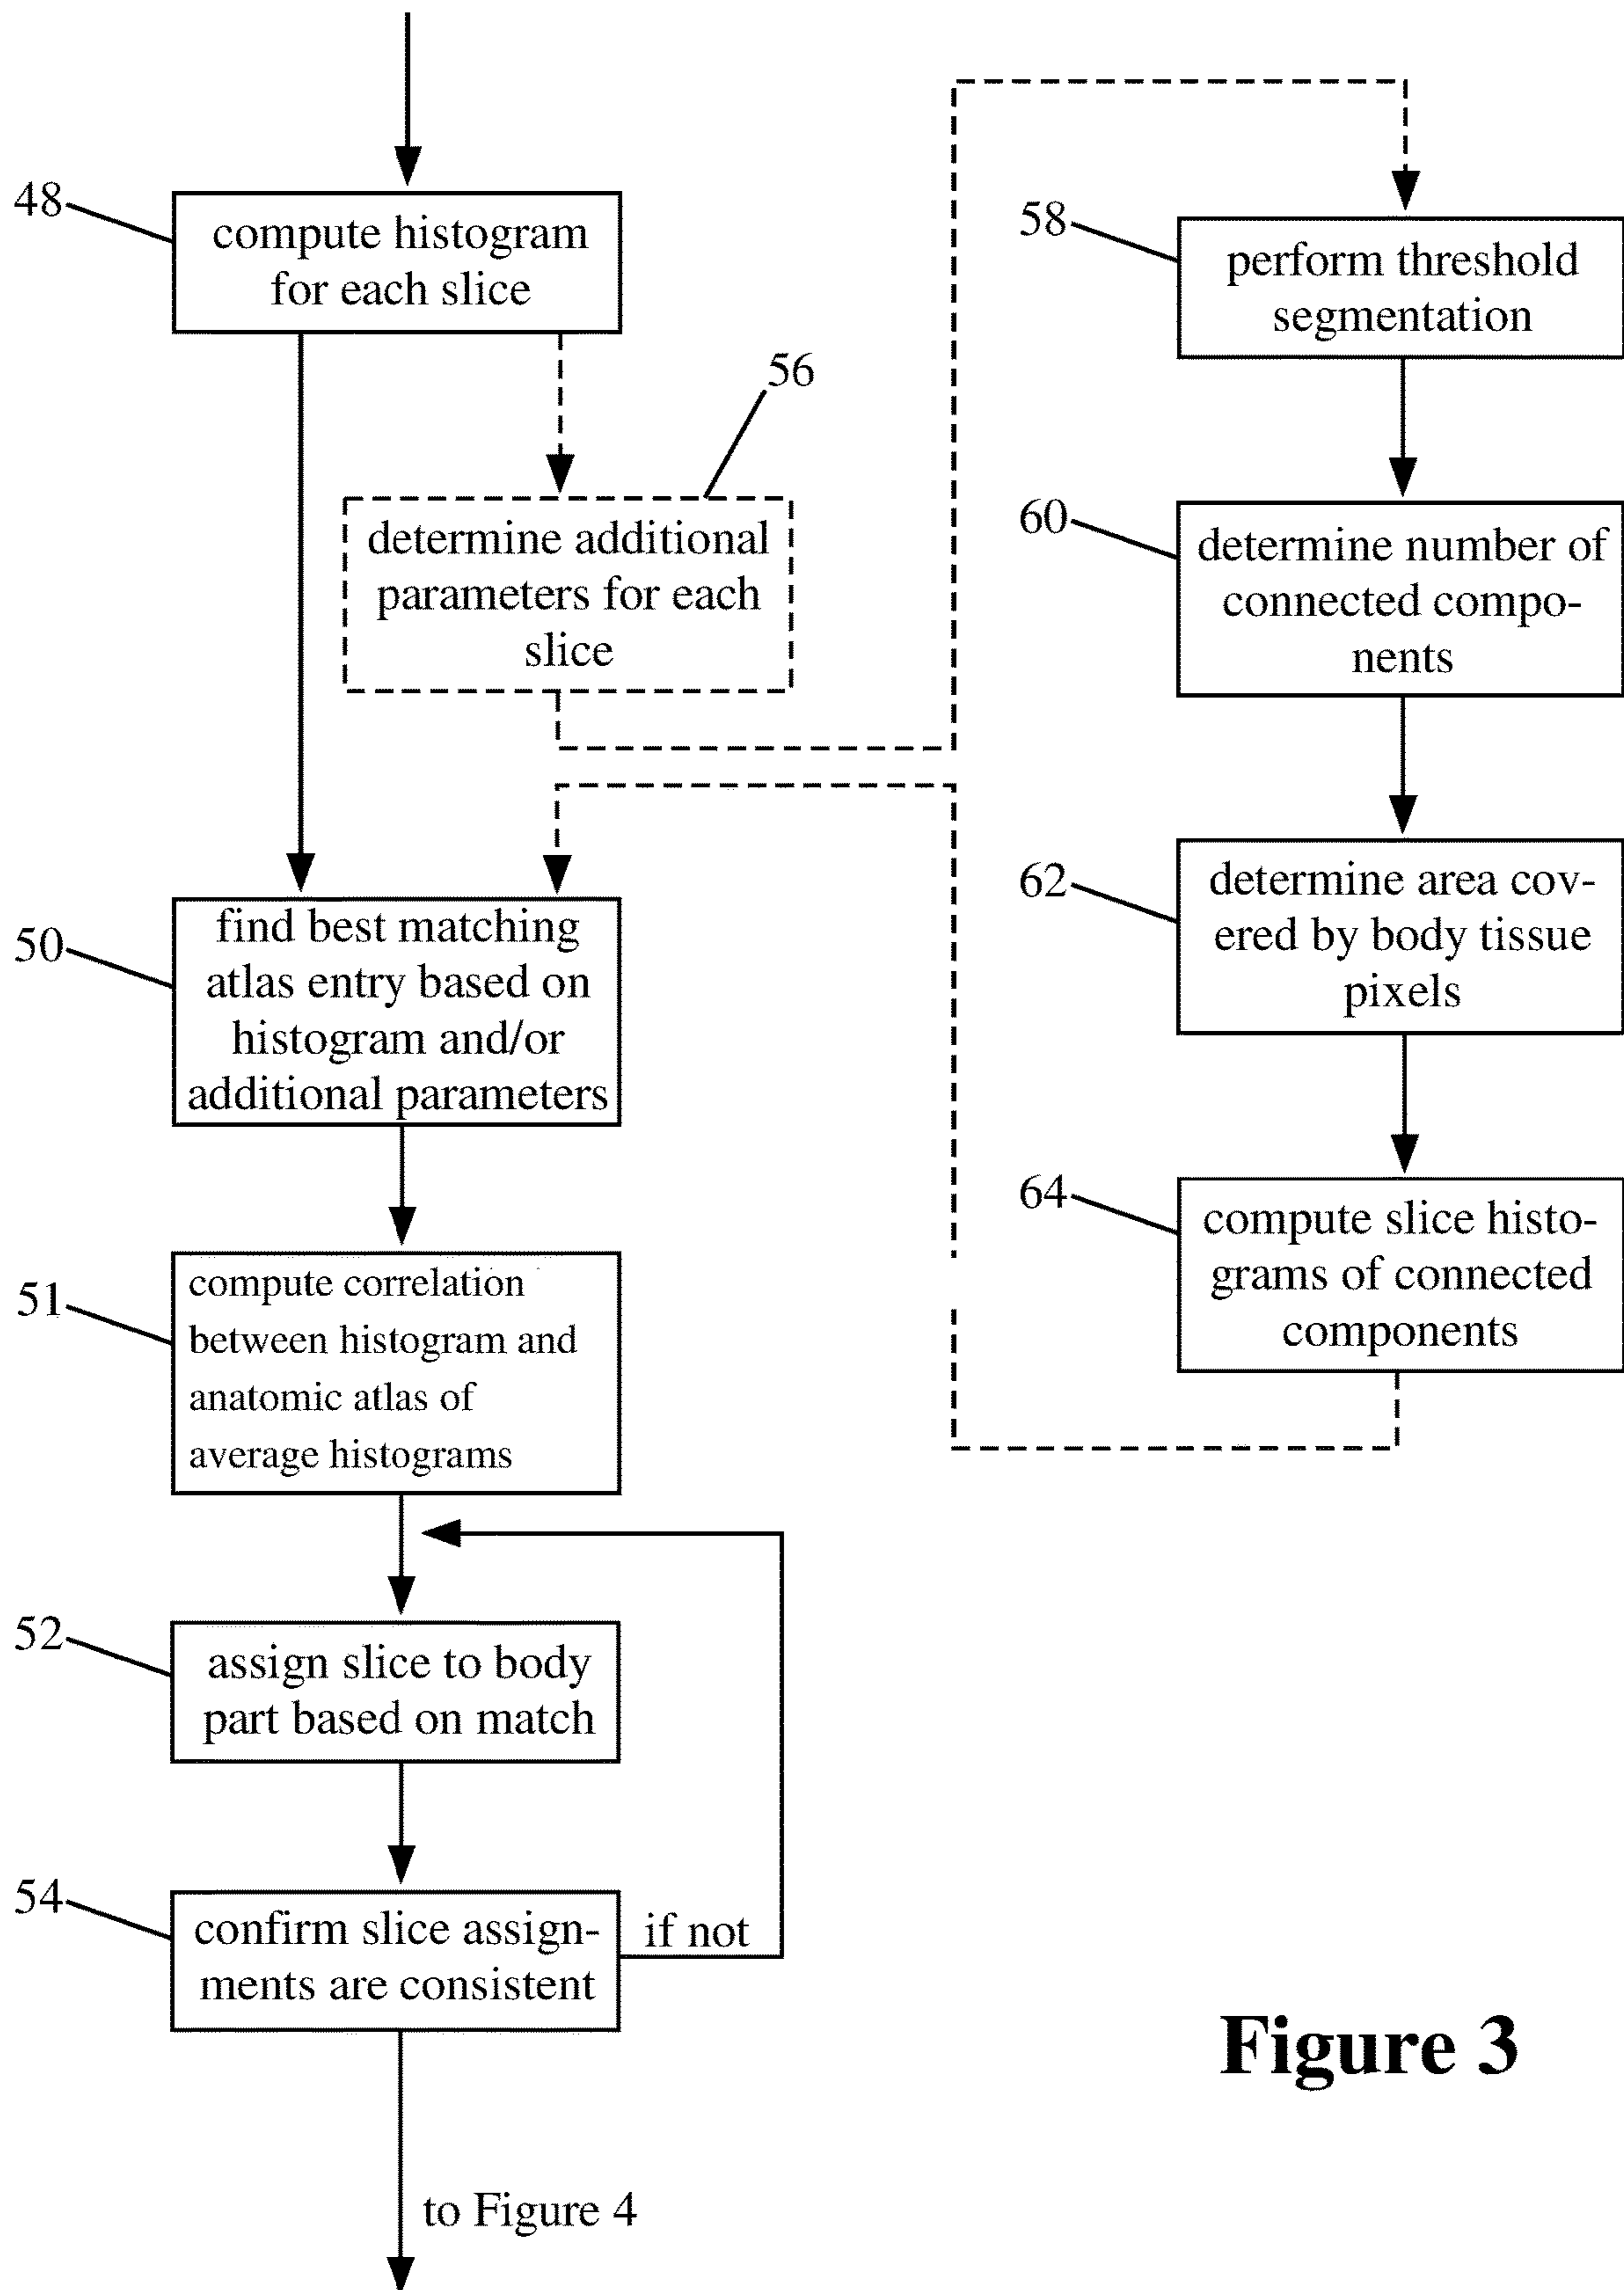 48
compute histogram
for each slice
56
determine additional
parameters for each
slice
50
find best matching
atlas entry based on
histogram and/or
additional parameters
51
compute correlation
between histogram and
anatomic atlas of
average histograms
52
assign slice to body
part based on match
54
confirm slice assign-
ments are consistent
if not
to Figure 4
58
perform threshold
segmentation
60
determine number of
connected compo-
nents
62
determine area cov-
ered by body tissue
pixels
64
compute slice histo-
grams of connected
components
Figure 3